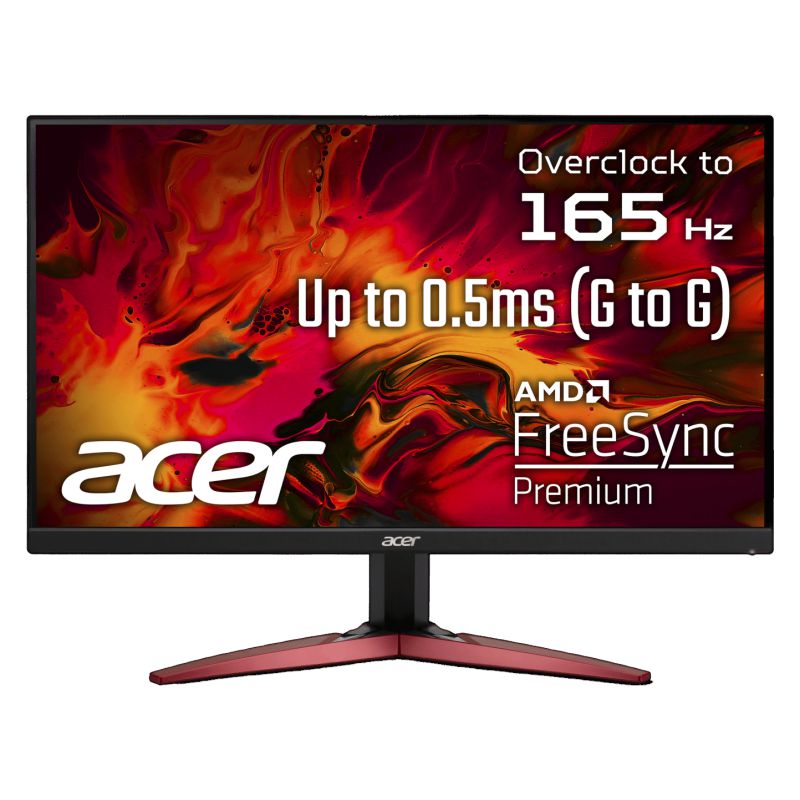 Overclock to
165 Hz
Up to 0.5ms (G to G)
AMD
FreeSync
Premium
acer
acer